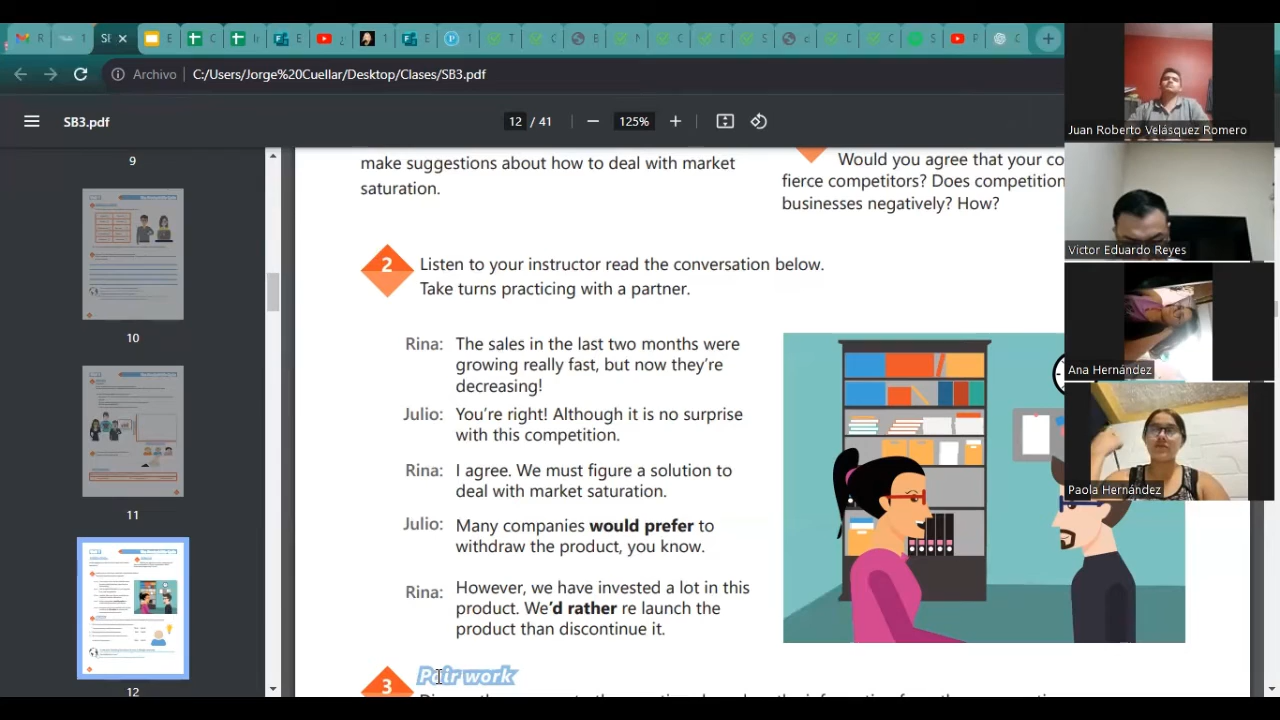 Archivo
C:/Users/Jorge%20Cuellar/Desktop/Clases/SB3.pdf
SB3.pdf
12 / 41
125%
9
10
11
12
make suggestions about how to deal with market
saturation.
Would you agree that your co
fierce competitors? Does competition
businesses negatively? How?
2
Listen to your instructor read the conversation below.
Take turns practicing with a partner.
Rina: The sales in the last two months were
growing really fast, but now they're
decreasing!
Julio: You're right! Although it is no surprise
with this competition.
Rina: I agree. We must figure a solution to
deal with market saturation.
Julio: Many companies would prefer to
withdraw the product, you know.
Rina: However, we have invested a lot in this
product. We'd rather re launch the
product than discontinue it.
3
Pair work
Juan Roberto Velásquez Romero
Víctor Eduardo Reyes
Ana Hernández
Paola Hernández